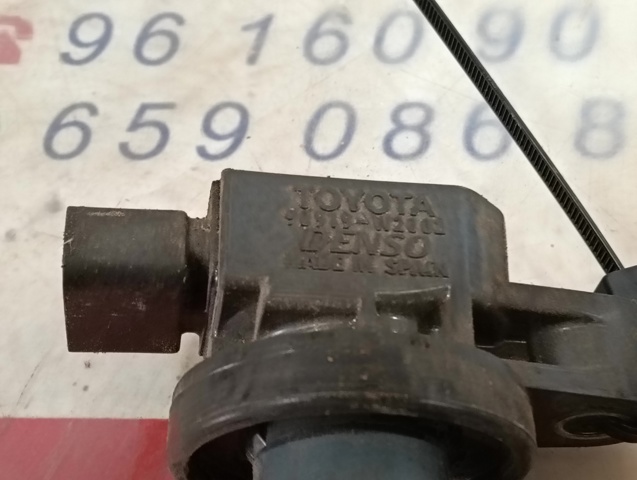 96 160 90
659 086 8
TOYOTA
DENSO
MADE IN SPAIN